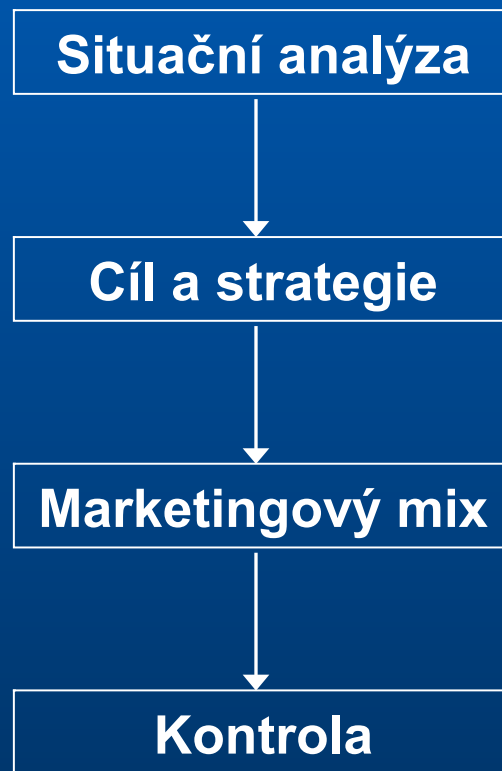 Situační analýza
Cíl a strategie
Marketingový mix
Kontrola